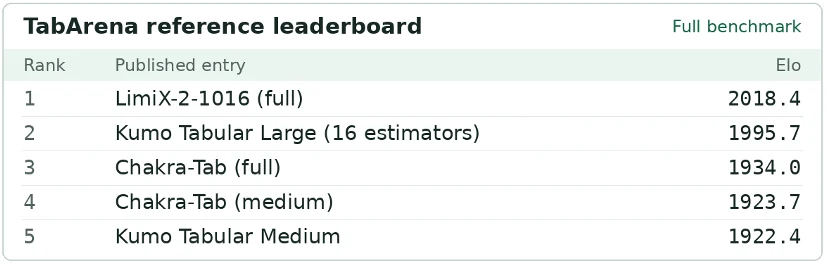 TabArena reference leaderboard Full benchmark
Rank Published entry Elo
1 LimiX-2-1016 (full) 2018.4
2 Kumo Tabular Large (16 estimators) 1995.7
3 Chakra-Tab (full) 1934.0
4 Chakra-Tab (medium) 1923.7
5 Kumo Tabular Medium 1922.4